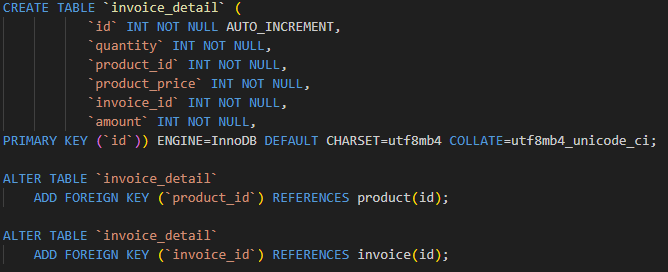 CREATE TABLE `invoice_detail` (
`id` INT NOT NULL AUTO_INCREMENT,
`quantity` INT NOT NULL,
`product_id` INT NOT NULL,
`product_price` INT NOT NULL,
`invoice_id` INT NOT NULL,
`amount` INT NOT NULL,
PRIMARY KEY (`id`)) ENGINE=InnoDB DEFAULT CHARSET=utf8mb4 COLLATE=utf8mb4_unicode_ci;
ALTER TABLE `invoice_detail`
ADD FOREIGN KEY (`product_id`) REFERENCES product(id);
ALTER TABLE `invoice_detail`
ADD FOREIGN KEY (`invoice_id`) REFERENCES invoice(id);